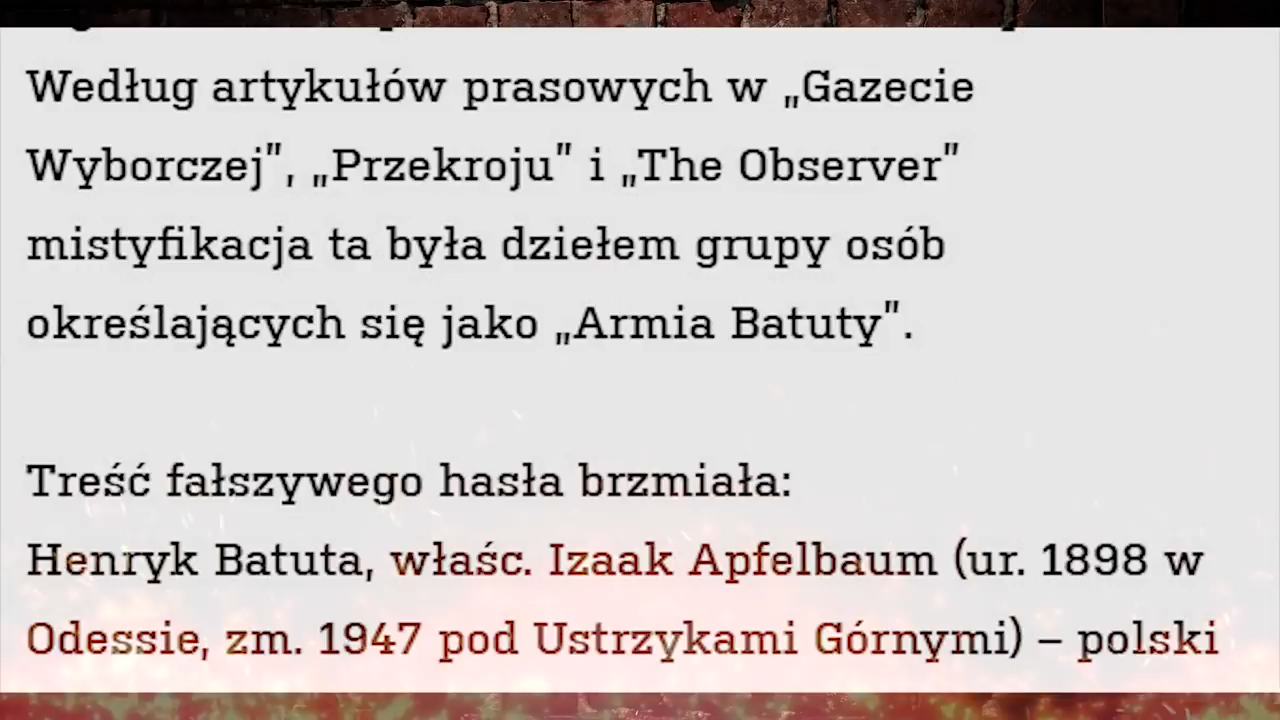 Według artykułów prasowych w „Gazecie
Wyborczej”, „Przekroju” i „The Observer”
mistyfikacja ta była dziełem grupy osób
określających się jako „Armia Batuty”.
Treść fałszywego hasła brzmiała:
Henryk Batuta, właśc. Izaak Apfelbaum (ur. 1898 w
Odessie, zm. 1947 pod Ustrzykami Górnymi) – polski